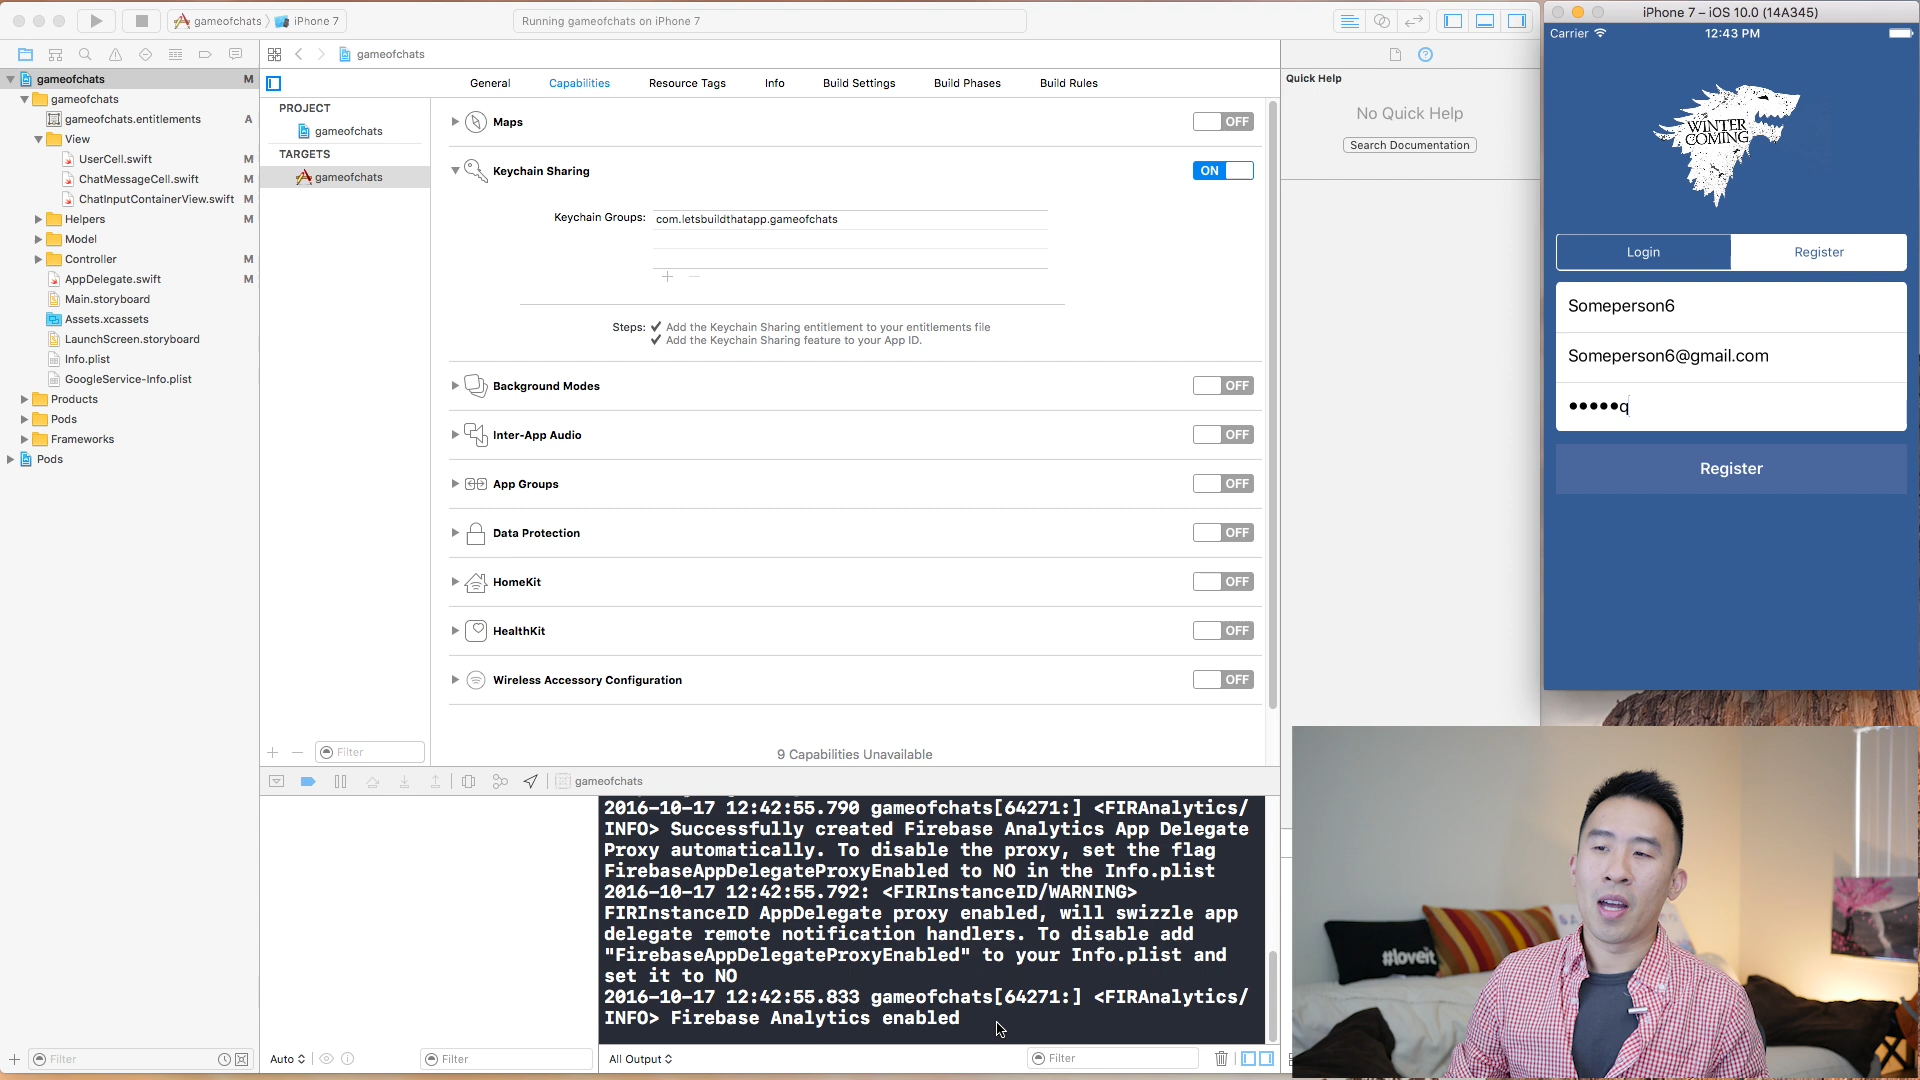 gameofchats
iPhone 7
Running gameofchats on iPhone 7
iPhone 7 – iOS 10.0 (14A345)
Carrier
12:43 PM
gameofchats
M
gameofchats
gameofchats.entitlements
A
View
UserCell.swift
M
ChatMessageCell.swift
M
ChatInputContainerView.swift
M
Helpers
M
Model
Controller
M
AppDelegate.swift
M
Main.storyboard
Assets.xcassets
LaunchScreen.storyboard
Info.plist
GoogleService-Info.plist
Products
Pods
Frameworks
Pods
Filter
gameofchats
General
Capabilities
Resource Tags
Info
Build Settings
Build Phases
Build Rules
PROJECT
gameofchats
TARGETS
gameofchats
Filter
Maps
OFF
Keychain Sharing
ON
Keychain Groups:
com.letsbuildthatapp.gameofchats
Steps: ✔ Add the Keychain Sharing entitlement to your entitlements file
✔ Add the Keychain Sharing feature to your App ID.
Background Modes
OFF
Inter-App Audio
OFF
App Groups
OFF
Data Protection
OFF
HomeKit
OFF
HealthKit
OFF
Wireless Accessory Configuration
OFF
9 Capabilities Unavailable
Quick Help
No Quick Help
Search Documentation
WINTER
COMING
Login
Register
Someperson6
Someperson6@gmail.com
•••••q
Register
gameofchats
2016-10-17 12:42:55.790 gameofchats[64271:] <FIRAnalytics/
INFO> Successfully created Firebase Analytics App Delegate
Proxy automatically. To disable the proxy, set the flag
FirebaseAppDelegateProxyEnabled to NO in the Info.plist
2016-10-17 12:42:55.792: <FIRInstanceID/WARNING>
FIRInstanceID AppDelegate proxy enabled, will swizzle app
delegate remote notification handlers. To disable add
"FirebaseAppDelegateProxyEnabled" to your Info.plist and
set it to NO
2016-10-17 12:42:55.833 gameofchats[64271:] <FIRAnalytics/
INFO> Firebase Analytics enabled
Auto
Filter
All Output
Filter
#loveit